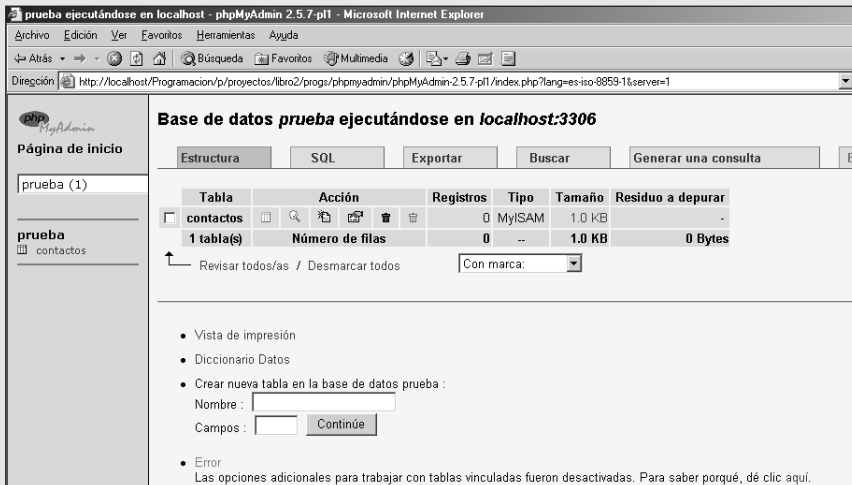 prueba ejecutándose en localhost - phpMyAdmin 2.5.7-pl1 - Microsoft Internet Explorer
Archivo Edición Ver Favoritos Herramientas Ayuda
Atrás Búsqueda Favoritos Multimedia
Dirección http://localhost/Programacion/p/proyectos/libro2/progs/phpmyadmin/phpMyAdmin-2.5.7-pl1/index.php?lang=es-iso-8859-1&server=1
php MyAdmin
Página de inicio
prueba (1)
prueba
contactos
Base de datos prueba ejecutándose en localhost:3306
Estructura SQL Exportar Buscar Generar una consulta
Tabla Acción Registros Tipo Tamaño Residuo a depurar
contactos 0 MyISAM 1.0 KB -
1 tabla(s) Número de filas 0 -- 1.0 KB 0 Bytes
Revisar todos/as / Desmarcar todos Con marca:
• Vista de impresión
• Diccionario Datos
• Crear nueva tabla en la base de datos prueba :
Nombre :
Campos : Continúe
• Error
Las opciones adicionales para trabajar con tablas vinculadas fueron desactivadas. Para saber porqué, dé clic aquí.